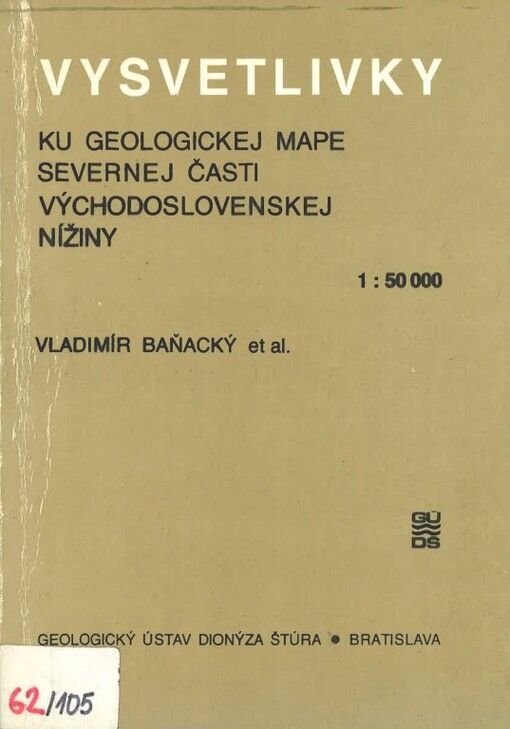 VYSVETLIVKY
KU GEOLOGICKEJ MAPE
SEVERNEJ ČASTI
VÝCHODOSLOVENSKEJ
NÍŽINY
1 : 50 000
VLADIMÍR BAŇACKÝ et al.
GÚ
DŠ
GEOLOGICKÝ ÚSTAV DIONÝZA ŠTÚRA ● BRATISLAVA
62/105